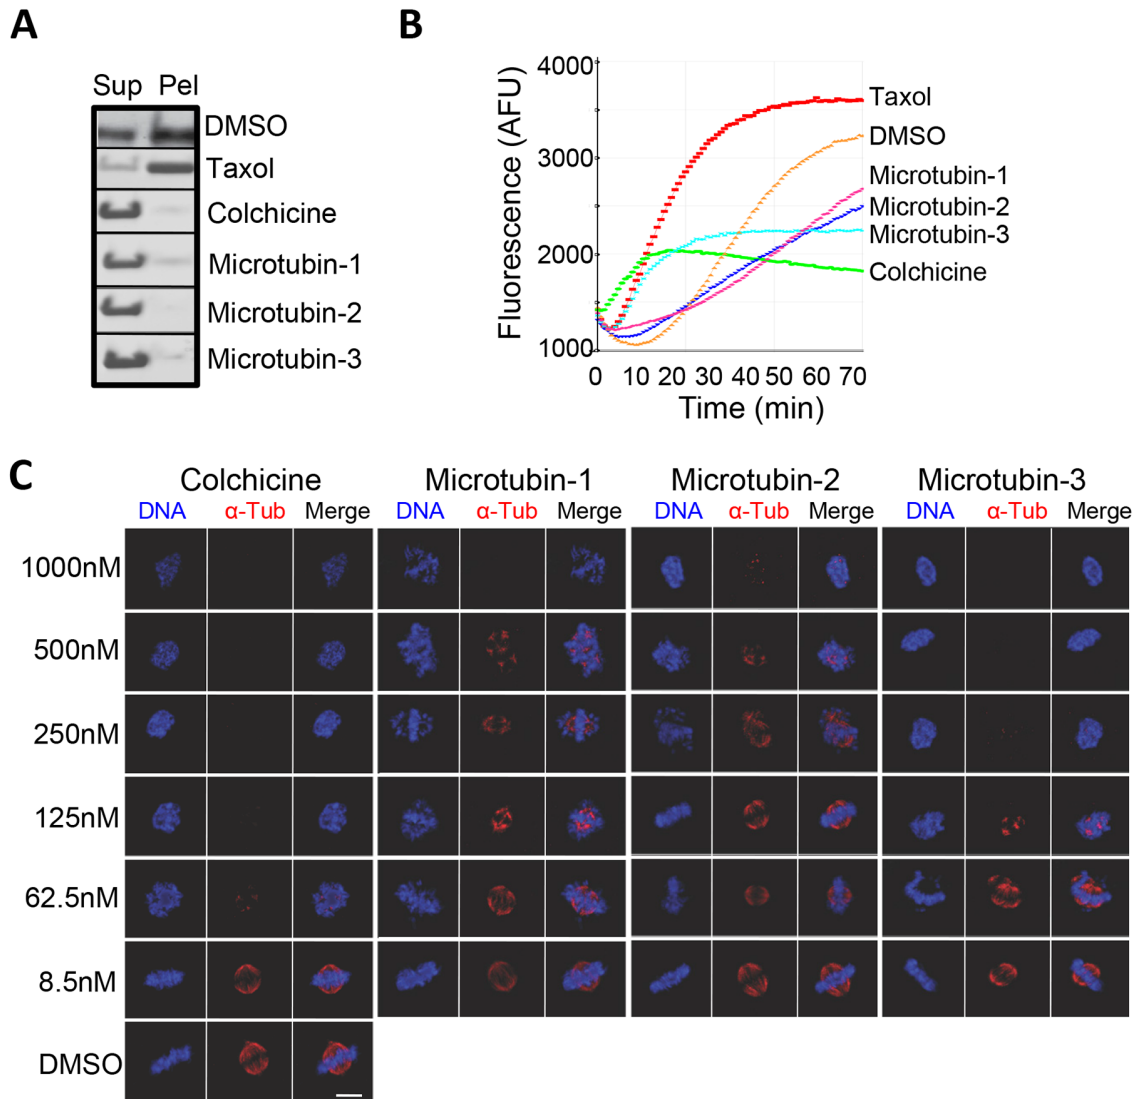 A
Sup Pel
DMSO
Taxol
Colchicine
Microtubin-1
Microtubin-2
Microtubin-3
B
Fluorescence (AFU)
4000
3000
2000
1000
0 10 20 30 40 50 60 70
Time (min)
Taxol
DMSO
Microtubin-1
Microtubin-2
Microtubin-3
Colchicine
C
Colchicine Microtubin-1 Microtubin-2 Microtubin-3
DNA α-Tub Merge DNA α-Tub Merge DNA α-Tub Merge DNA α-Tub Merge
1000nM
500nM
250nM
125nM
62.5nM
8.5nM
DMSO